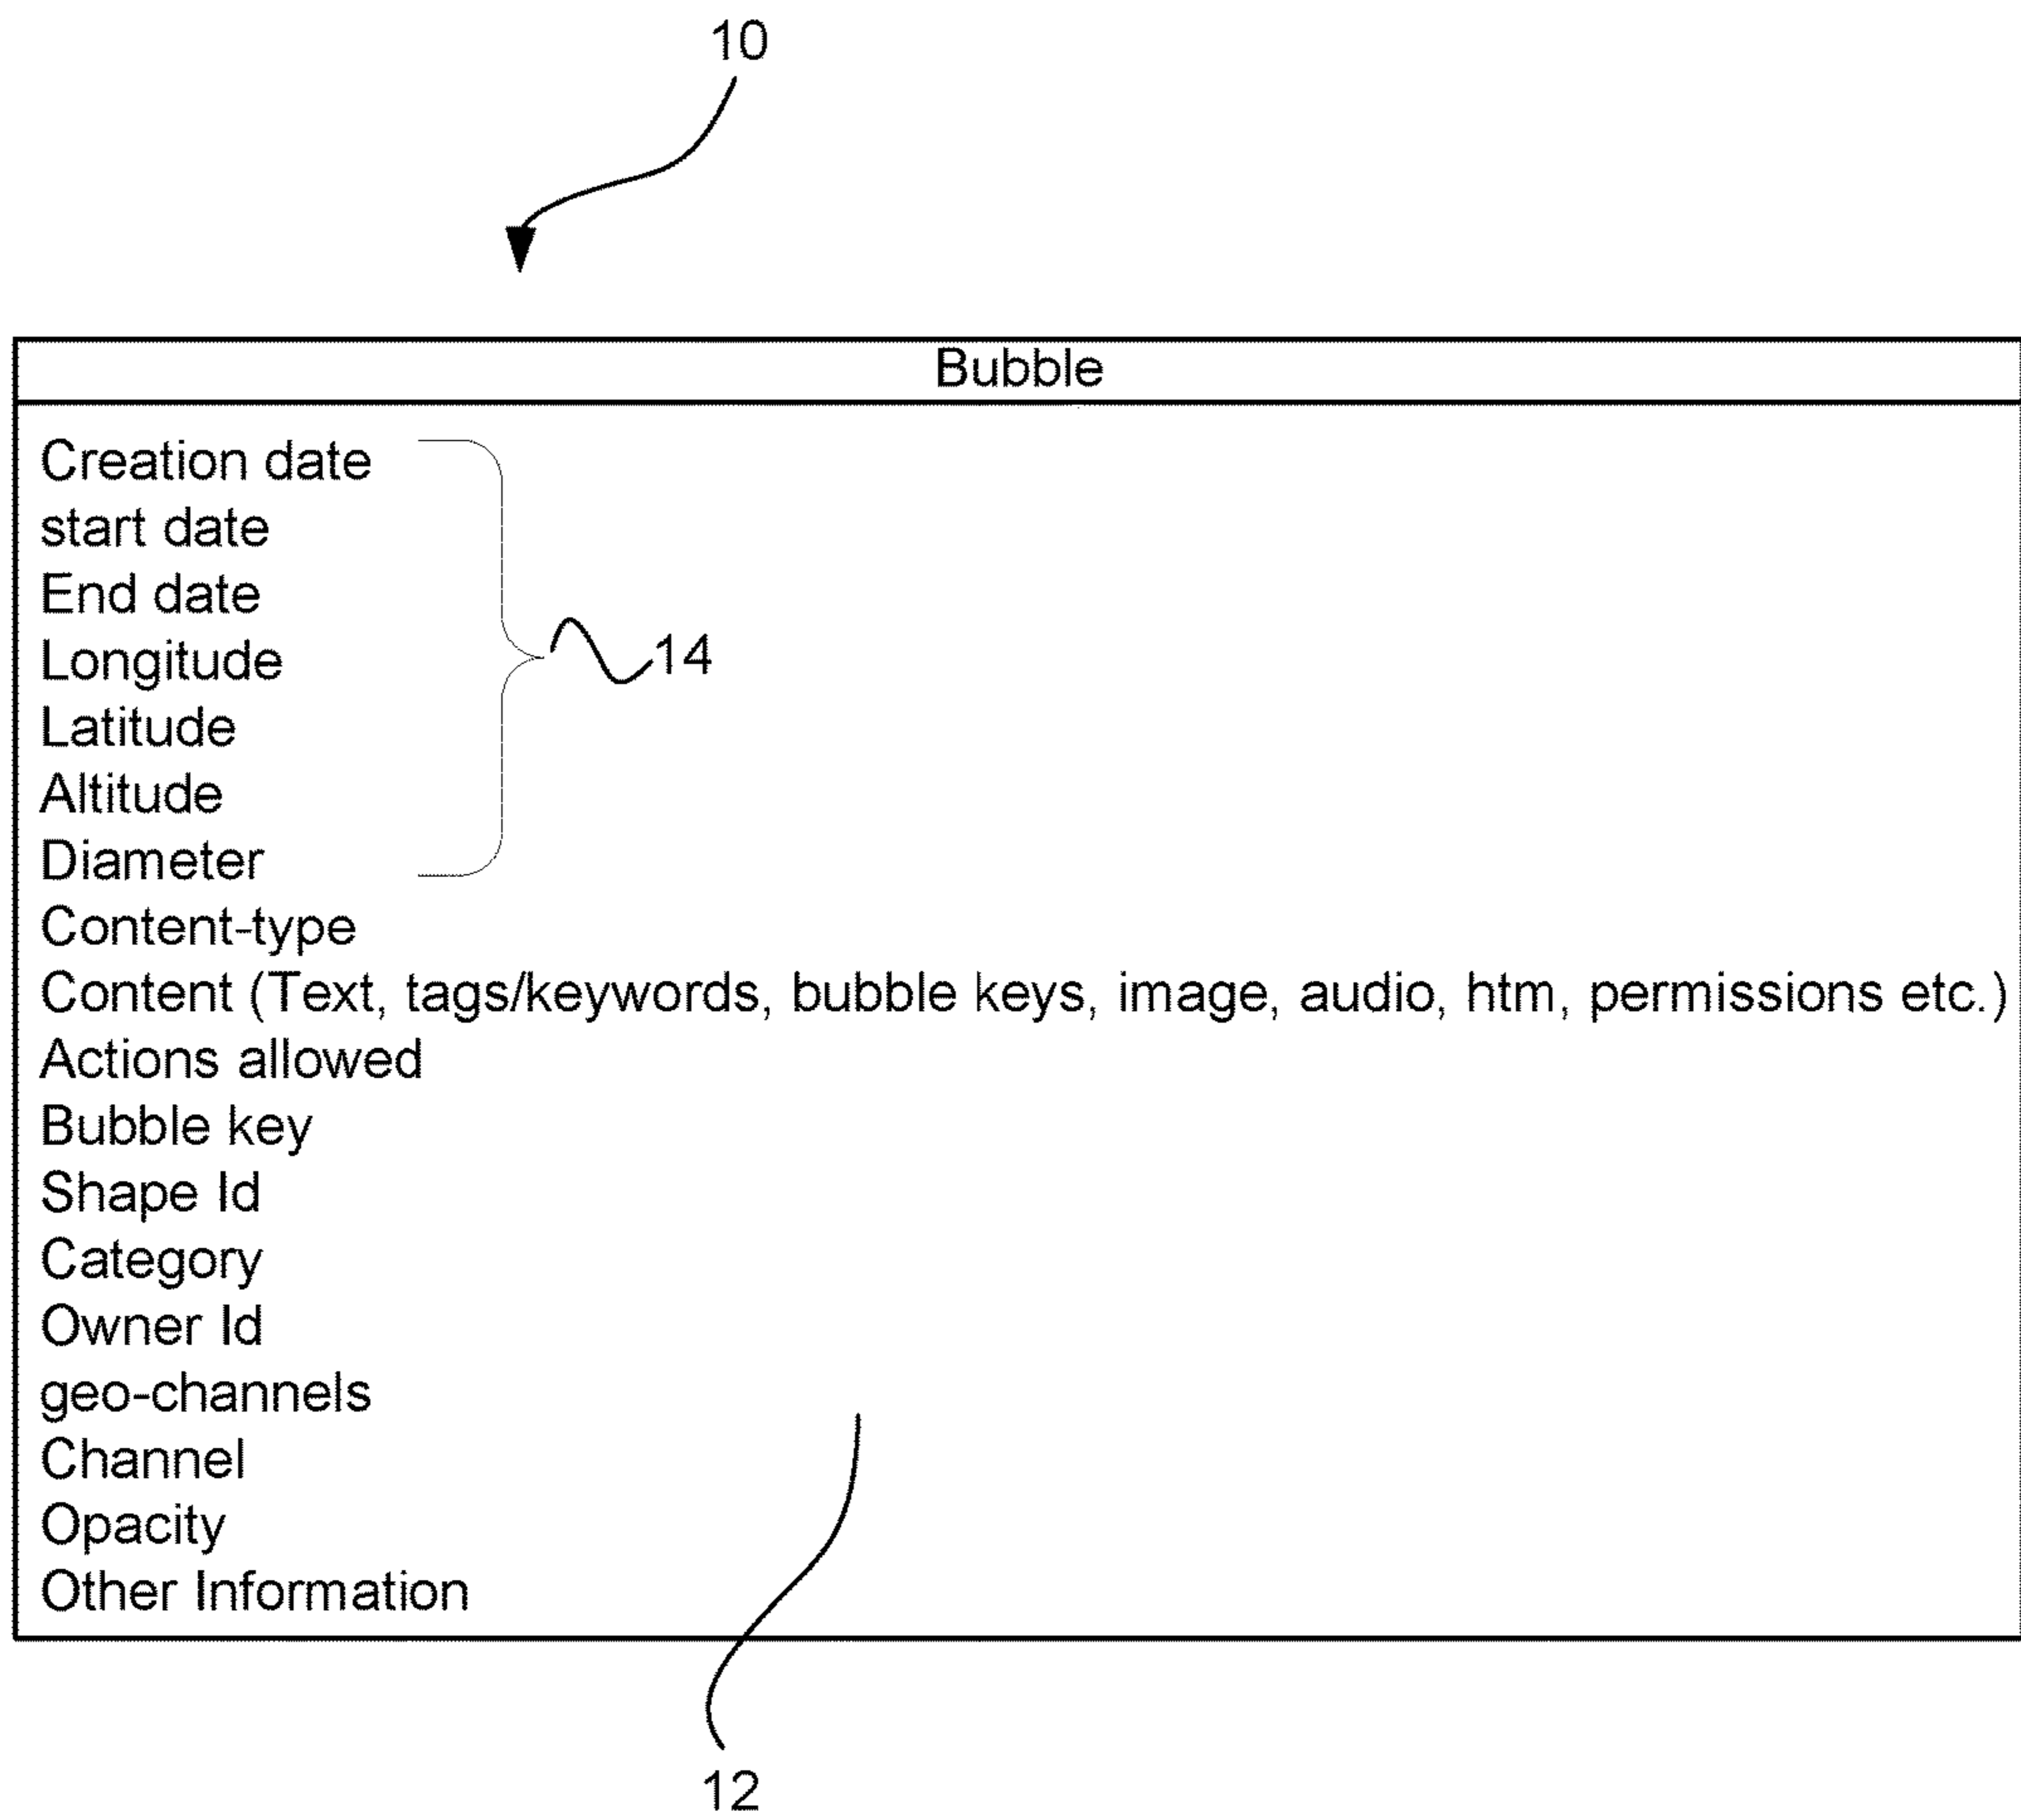 10
Bubble
Creation date
start date
End date
Longitude
14
Latitude
Altitude
Diameter
Content-type
Content (Text, tags/keywords, bubble keys, image, audio, htm, permissions etc.)
Actions allowed
Bubble key
Shape Id
Category
Owner Id
geo-channels
Channel
Opacity
Other Information
12